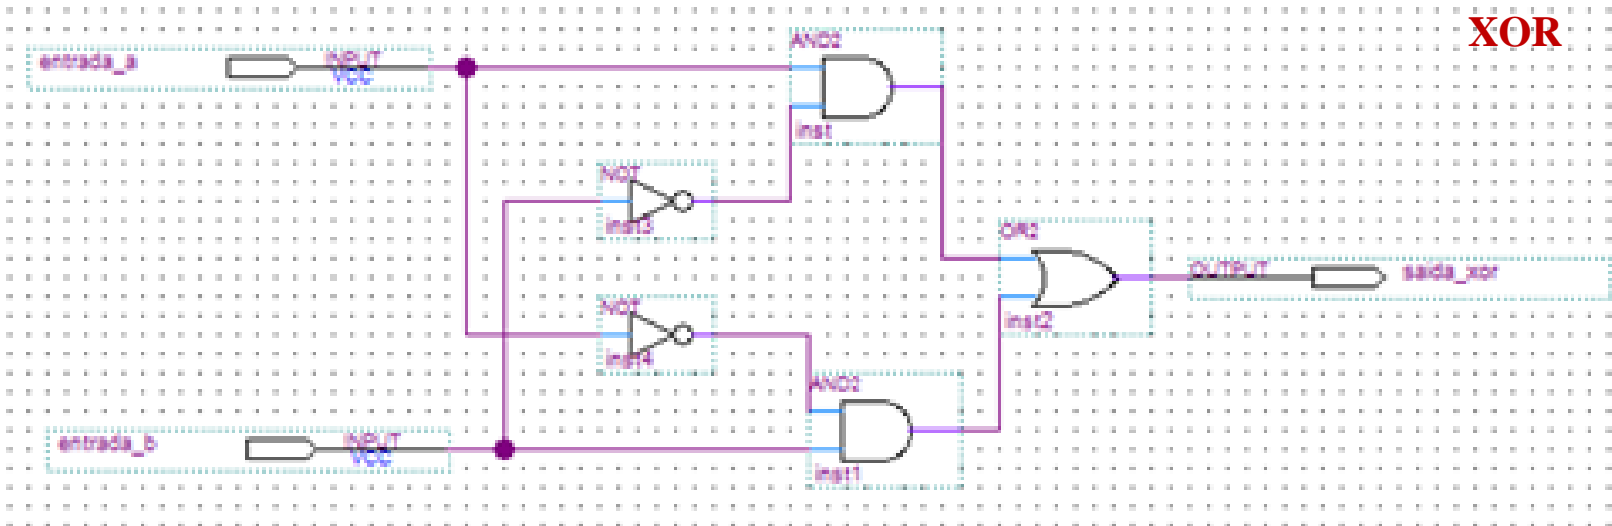 XOR
entrada_a
INPUT
VCC
AND2
inst
NOT
inst3
OR2
inst2
OUTPUT
saida_xor
NOT
inst4
AND2
inst1
entrada_b
INPUT
VCC